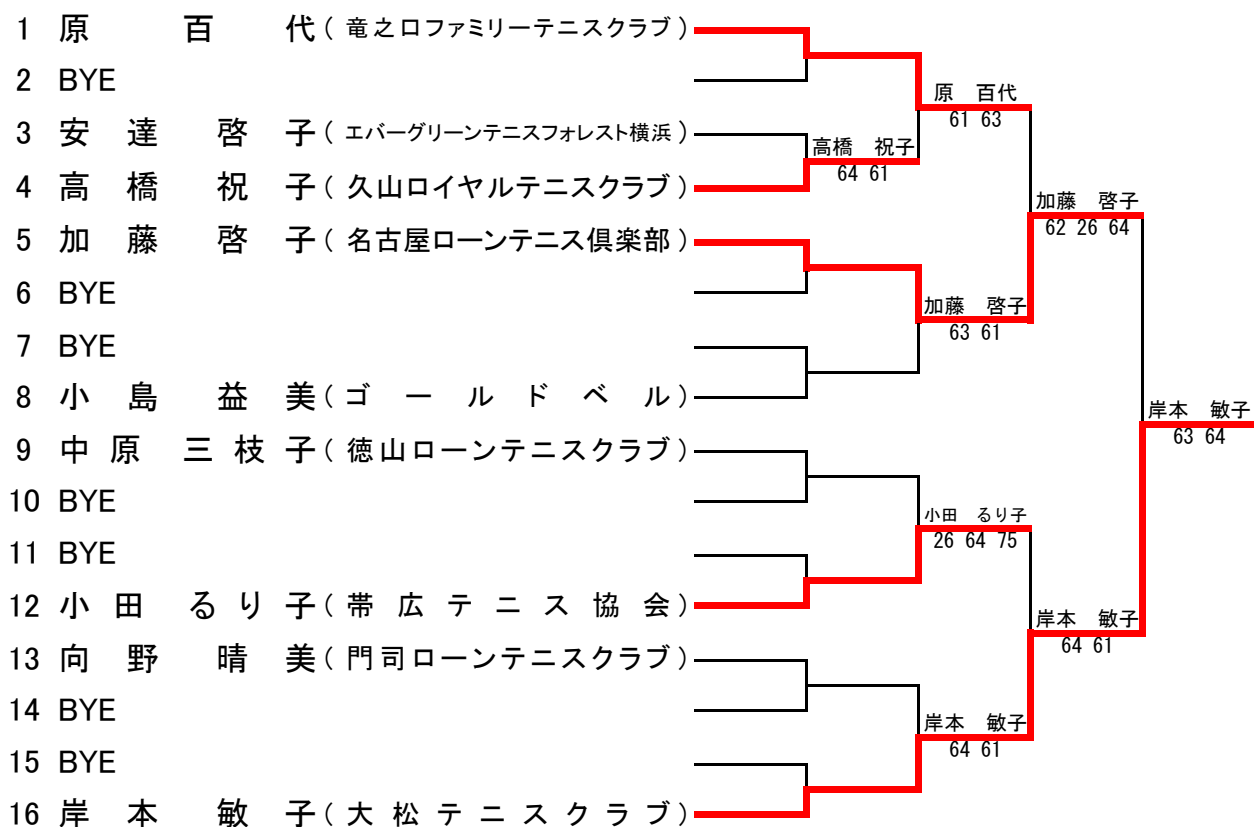 1 原 百 代 ( 竜之口ファミリーテニスクラブ )
2 BYE
3 安 達 啓 子 ( エバーグリーンテニスフォレスト横浜 )
4 高 橋 祝 子 ( 久山ロイヤルテニスクラブ )
5 加 藤 啓 子 ( 名古屋ローンテニス倶楽部 )
6 BYE
7 BYE
8 小 島 益 美 ( ゴ ー ル ド ベ ル )
9 中 原 三 枝 子 ( 徳山ローンテニスクラブ )
10 BYE
11 BYE
12 小 田 る り 子 ( 帯 広 テ ニ ス 協 会 )
13 向 野 晴 美 ( 門司ローンテニスクラブ )
14 BYE
15 BYE
16 岸 本 敏 子 ( 大 松 テ ニ ス ク ラ ブ )
高橋 祝子
64 61
原 百代
61 63
加藤 啓子
63 61
小田 るり子
26 64 75
岸本 敏子
64 61
加藤 啓子
62 26 64
岸本 敏子
64 61
岸本 敏子
63 64